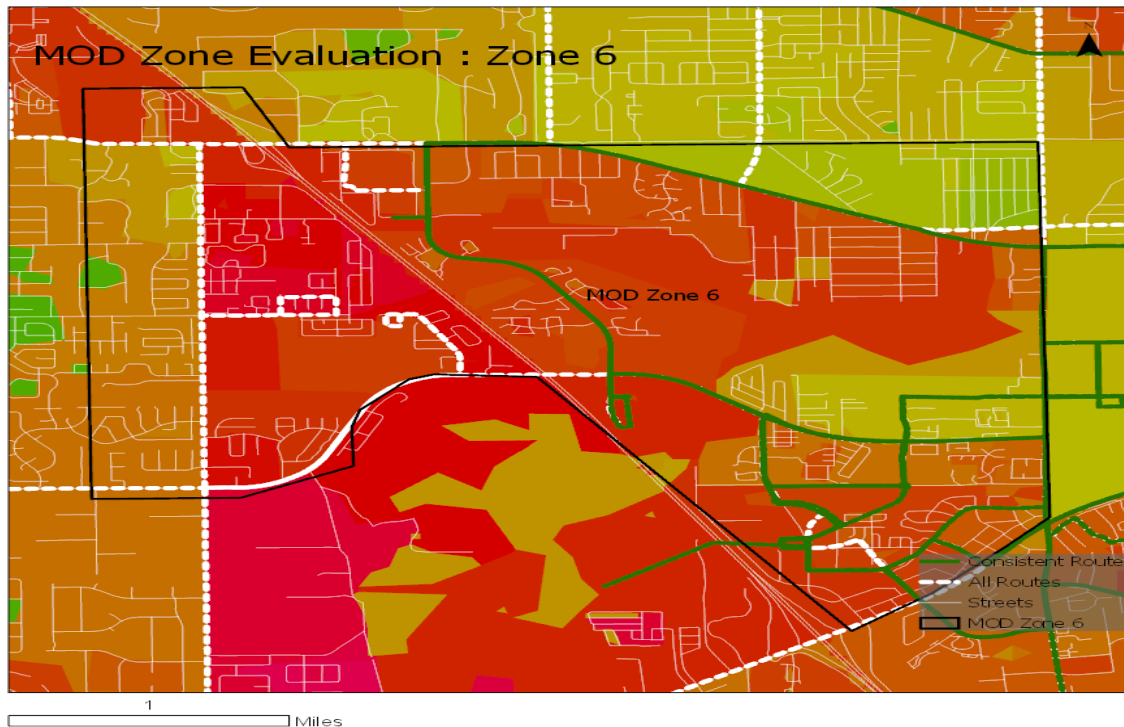 MOD Zone Evaluation : Zone 6
MOD Zone 6
Consistent Route
All Routes
Streets
MOD Zone 6
1
Miles